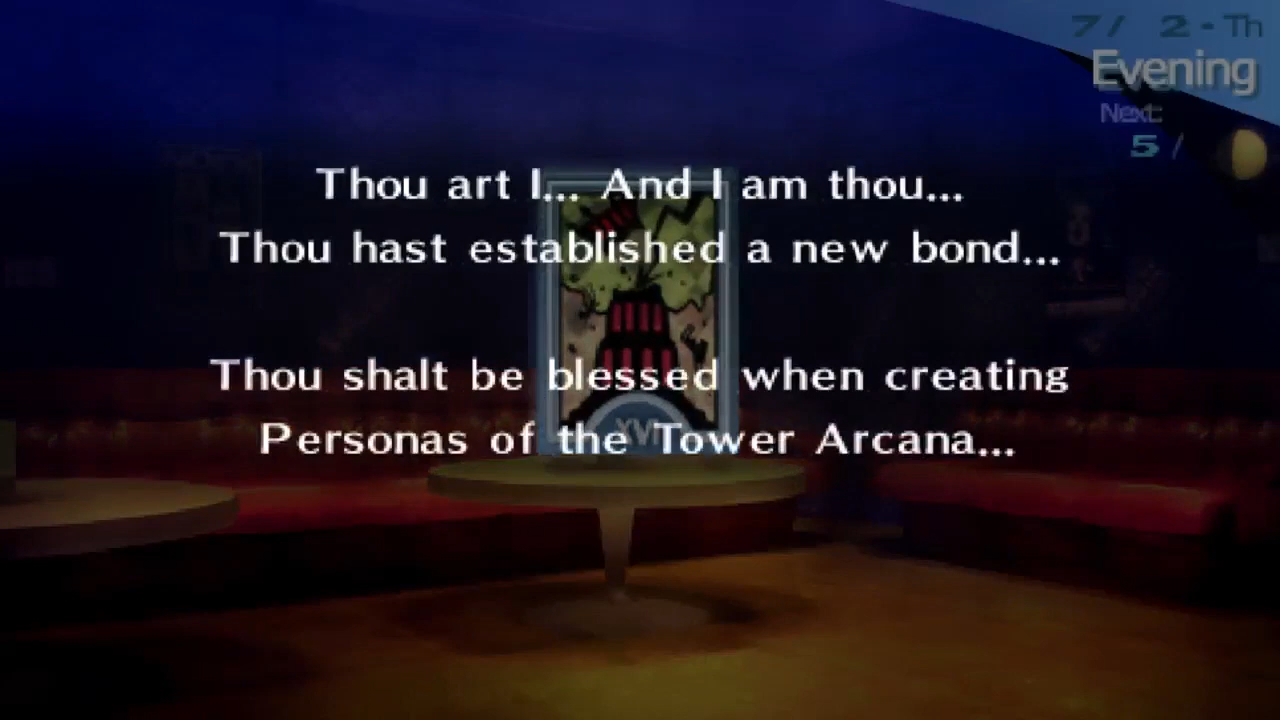 7/ 2 - Th
Evening
Next:
5 /
Thou art I... And I am thou...
Thou hast established a new bond...
Thou shalt be blessed when creating
Personas of the Tower Arcana...
XVI